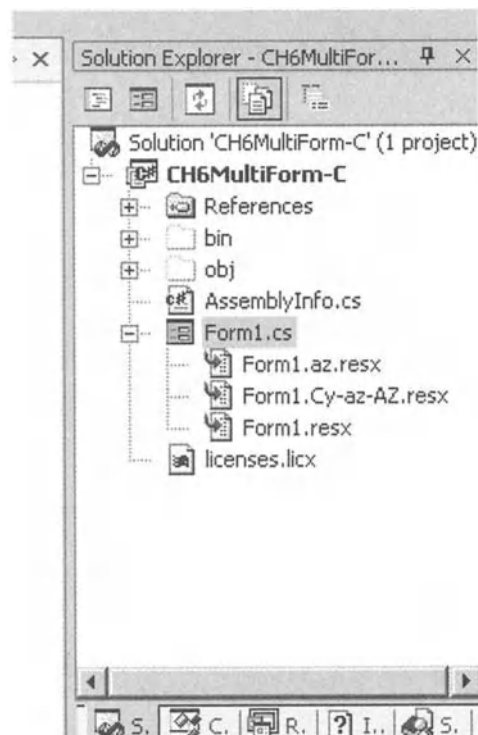 Solution Explorer - CH6MultiFor...
Solution 'CH6MultiForm-C' (1 project)
CH6MultiForm-C
References
bin
obj
AssemblyInfo.cs
Form1.cs
Form1.az.resx
Form1.Cy-az-AZ.resx
Form1.resx
licenses.licx
S. C. R. I.. S.